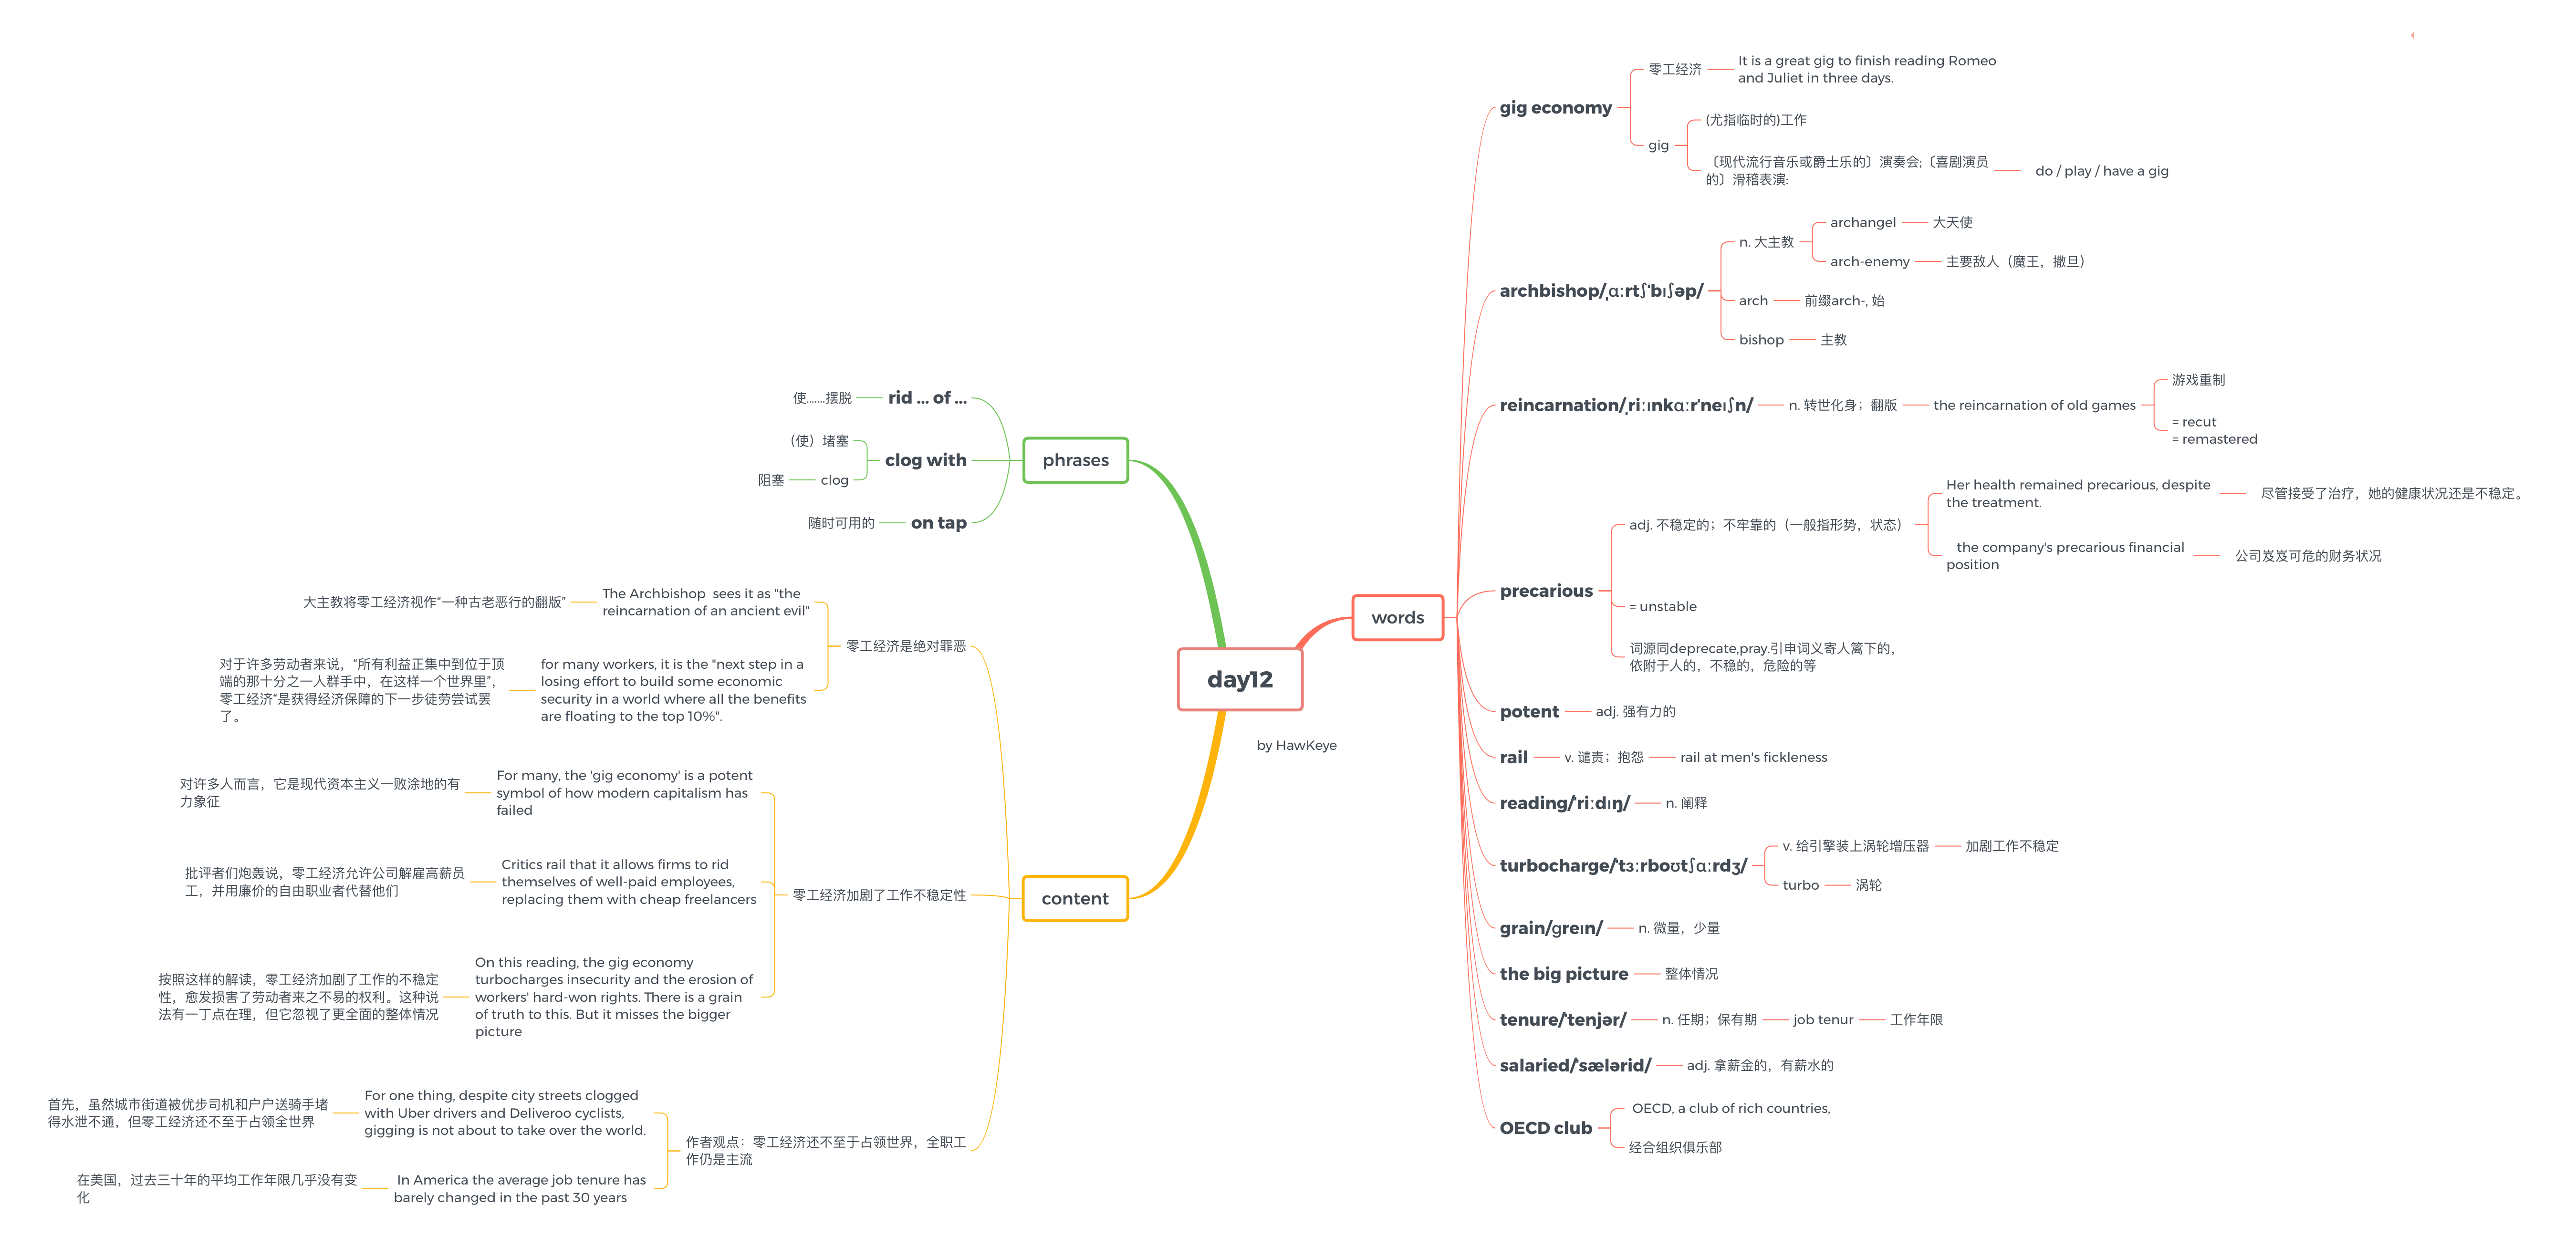 day12
by HawKeye
words
gig economy
零工经济
It is a great gig to finish reading Romeo
and Juliet in three days.
gig
(尤指临时的)工作
〔现代流行音乐或爵士乐的〕演奏会;〔喜剧演员
的〕滑稽表演:
do / play / have a gig
archbishop/ˌɑːrtʃˈbɪʃəp/
n. 大主教
archangel
大天使
arch-enemy
主要敌人（魔王，撒旦）
arch
前缀arch-, 始
bishop
主教
reincarnation/ˌriːɪnkɑːrˈneɪʃn/
n. 转世化身；翻版
the reincarnation of old games
游戏重制
= recut
= remastered
precarious
adj. 不稳定的；不牢靠的（一般指形势，状态）
Her health remained precarious, despite
the treatment.
尽管接受了治疗，她的健康状况还是不稳定。
the company's precarious financial
position
公司岌岌可危的财务状况
= unstable
词源同deprecate,pray.引申词义寄人篱下的，
依附于人的，不稳的，危险的等
potent
adj. 强有力的
rail
v. 谴责；抱怨
rail at men's fickleness
reading/ˈriːdɪŋ/
n. 阐释
turbocharge/ˈtɜːrboʊtʃɑːrdʒ/
v. 给引擎装上涡轮增压器
加剧工作不稳定
turbo
涡轮
grain/ɡreɪn/
n. 微量，少量
the big picture
整体情况
tenure/ˈtenjər/
n. 任期；保有期
job tenur
工作年限
salaried/ˈsælərid/
adj. 拿薪金的，有薪水的
OECD club
OECD, a club of rich countries,
经合组织俱乐部
phrases
rid ... of ...
使......摆脱
clog with
（使）堵塞
clog
阻塞
on tap
随时可用的
content
零工经济是绝对罪恶
The Archbishop  sees it as "the
reincarnation of an ancient evil"
大主教将零工经济视作“一种古老恶行的翻版”
for many workers, it is the "next step in a
losing effort to build some economic
security in a world where all the benefits
are floating to the top 10%".
对于许多劳动者来说，“所有利益正集中到位于顶
端的那十分之一人群手中，在这样一个世界里”，
零工经济“是获得经济保障的下一步徒劳尝试罢
了。
零工经济加剧了工作不稳定性
For many, the 'gig economy' is a potent
symbol of how modern capitalism has
failed
对许多人而言，它是现代资本主义一败涂地的有
力象征
Critics rail that it allows firms to rid
themselves of well-paid employees,
replacing them with cheap freelancers
批评者们炮轰说，零工经济允许公司解雇高薪员
工，并用廉价的自由职业者代替他们
On this reading, the gig economy
turbocharges insecurity and the erosion of
workers' hard-won rights. There is a grain
of truth to this. But it misses the bigger
picture
按照这样的解读，零工经济加剧了工作的不稳定
性，愈发损害了劳动者来之不易的权利。这种说
法有一丁点在理，但它忽视了更全面的整体情况
作者观点：零工经济还不至于占领世界，全职工
作仍是主流
For one thing, despite city streets clogged
with Uber drivers and Deliveroo cyclists,
gigging is not about to take over the world.
首先，虽然城市街道被优步司机和户户送骑手堵
得水泄不通，但零工经济还不至于占领全世界
In America the average job tenure has
barely changed in the past 30 years
在美国，过去三十年的平均工作年限几乎没有变
化